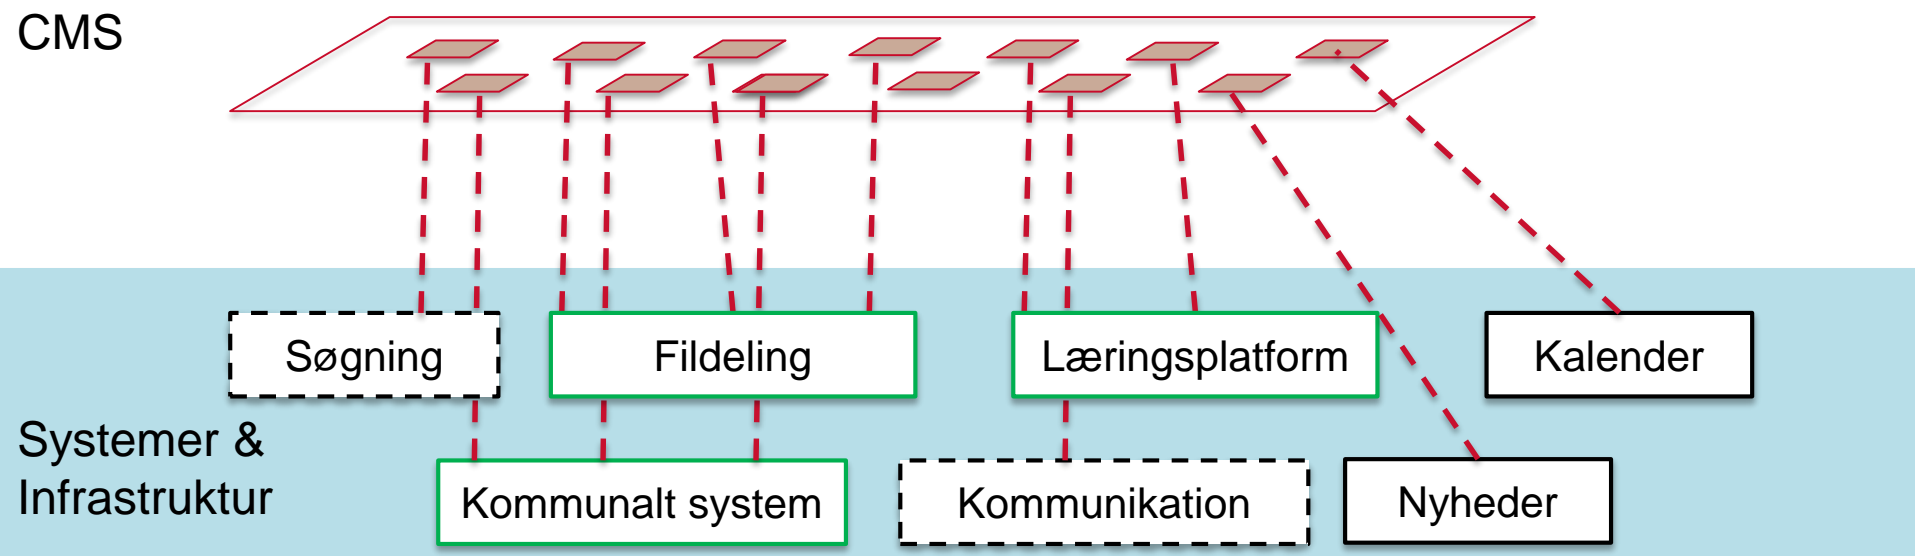 CMS
Søgning
Fildeling
Læringsplatform
Kalender
Systemer &
Infrastruktur
Kommunalt system
Kommunikation
Nyheder